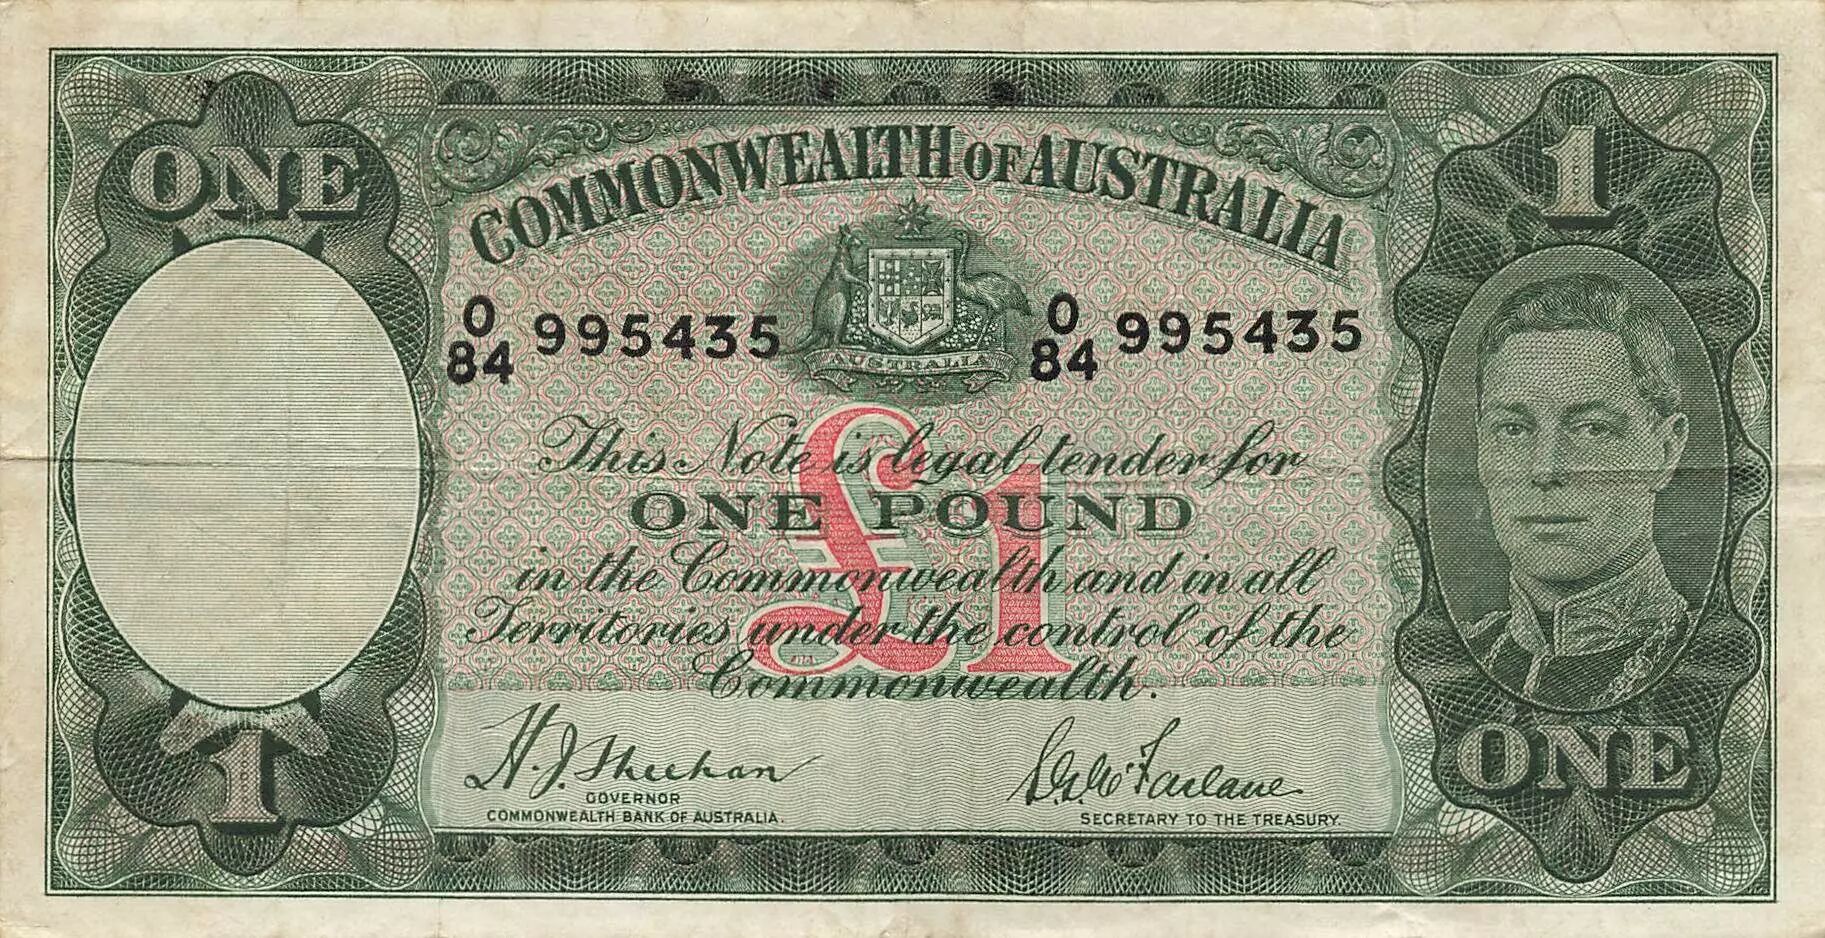 ONE
1
COMMONWEALTH OF AUSTRALIA
O
84 995435
O
84 995435
AUSTRALIA
This Note is legal tender for
ONE POUND
in the Commonwealth and in all
Territories under the control of the
Commonwealth.
£1
H. J. Sheehan
GOVERNOR
COMMONWEALTH BANK OF AUSTRALIA.
S. G. McFarlane
SECRETARY TO THE TREASURY.
1
ONE